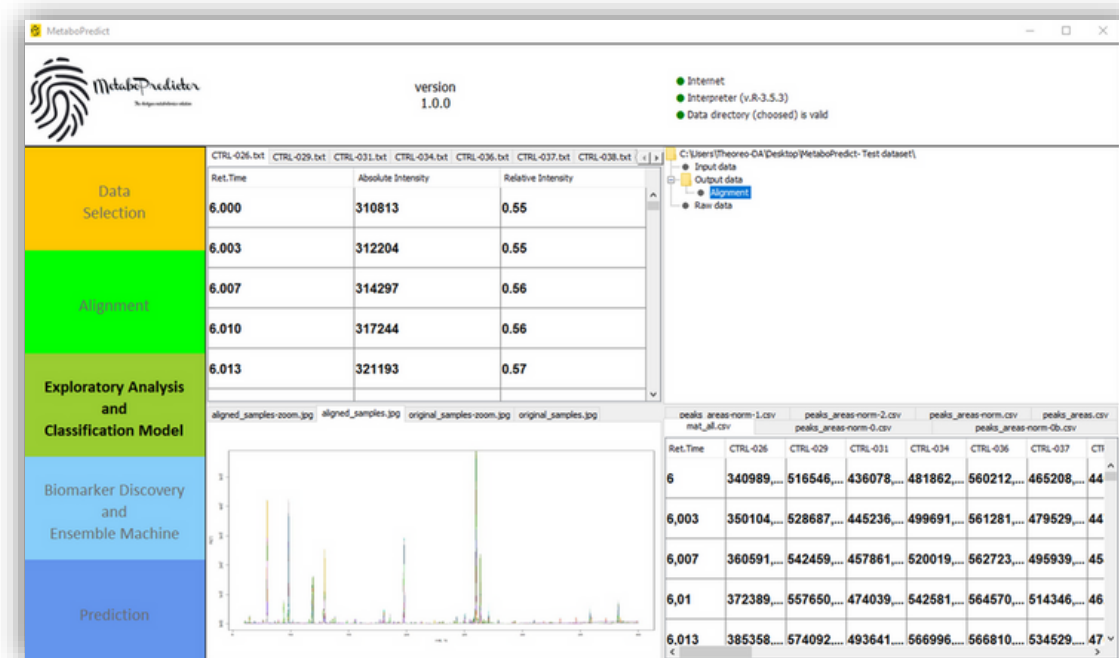 MetaboPredict
MetaboPredictor
version
1.0.0
Internet
Interpreter (v.R-3.5.3)
Data directory (choosed) is valid
Data
Selection
Alignment
Exploratory Analysis
and
Classification Model
Biomarker Discovery
and
Ensemble Machine
Prediction
CTRL-026.txt CTRL-029.txt CTRL-031.txt CTRL-034.txt CTRL-036.txt CTRL-037.txt CTRL-038.txt
Ret.Time Absolute Intensity Relative Intensity
6.000 310813 0.55
6.003 312204 0.55
6.007 314297 0.56
6.010 317244 0.56
6.013 321193 0.57
C:\Users\Theoreo-DA\Desktop\MetaboPredict- Test dataset\
Input data
Output data
Alignment
Raw data
aligned_samples-zoom.jpg aligned_samples.jpg original_samples-zoom.jpg original_samples.jpg
peaks_areas-norm-1.csv peaks_areas-norm-2.csv peaks_areas-norm.csv peaks_areas.csv
mat_all.csv peaks_areas-norm-0.csv peaks_areas-norm-0b.csv
Ret.Time CTRL-026 CTRL-029 CTRL-031 CTRL-034 CTRL-036 CTRL-037
6 340989,... 516546,... 436078,... 481862,... 560212,... 465208,... 44
6,003 350104,... 528687,... 445236,... 499691,... 561281,... 479529,... 44
6,007 360591,... 542459,... 457861,... 520019,... 562723,... 495939,... 45
6,01 372389,... 557650,... 474039,... 542581,... 564570,... 514346,... 46
6,013 385358,... 574092,... 493641,... 566996,... 566810,... 534529,... 47